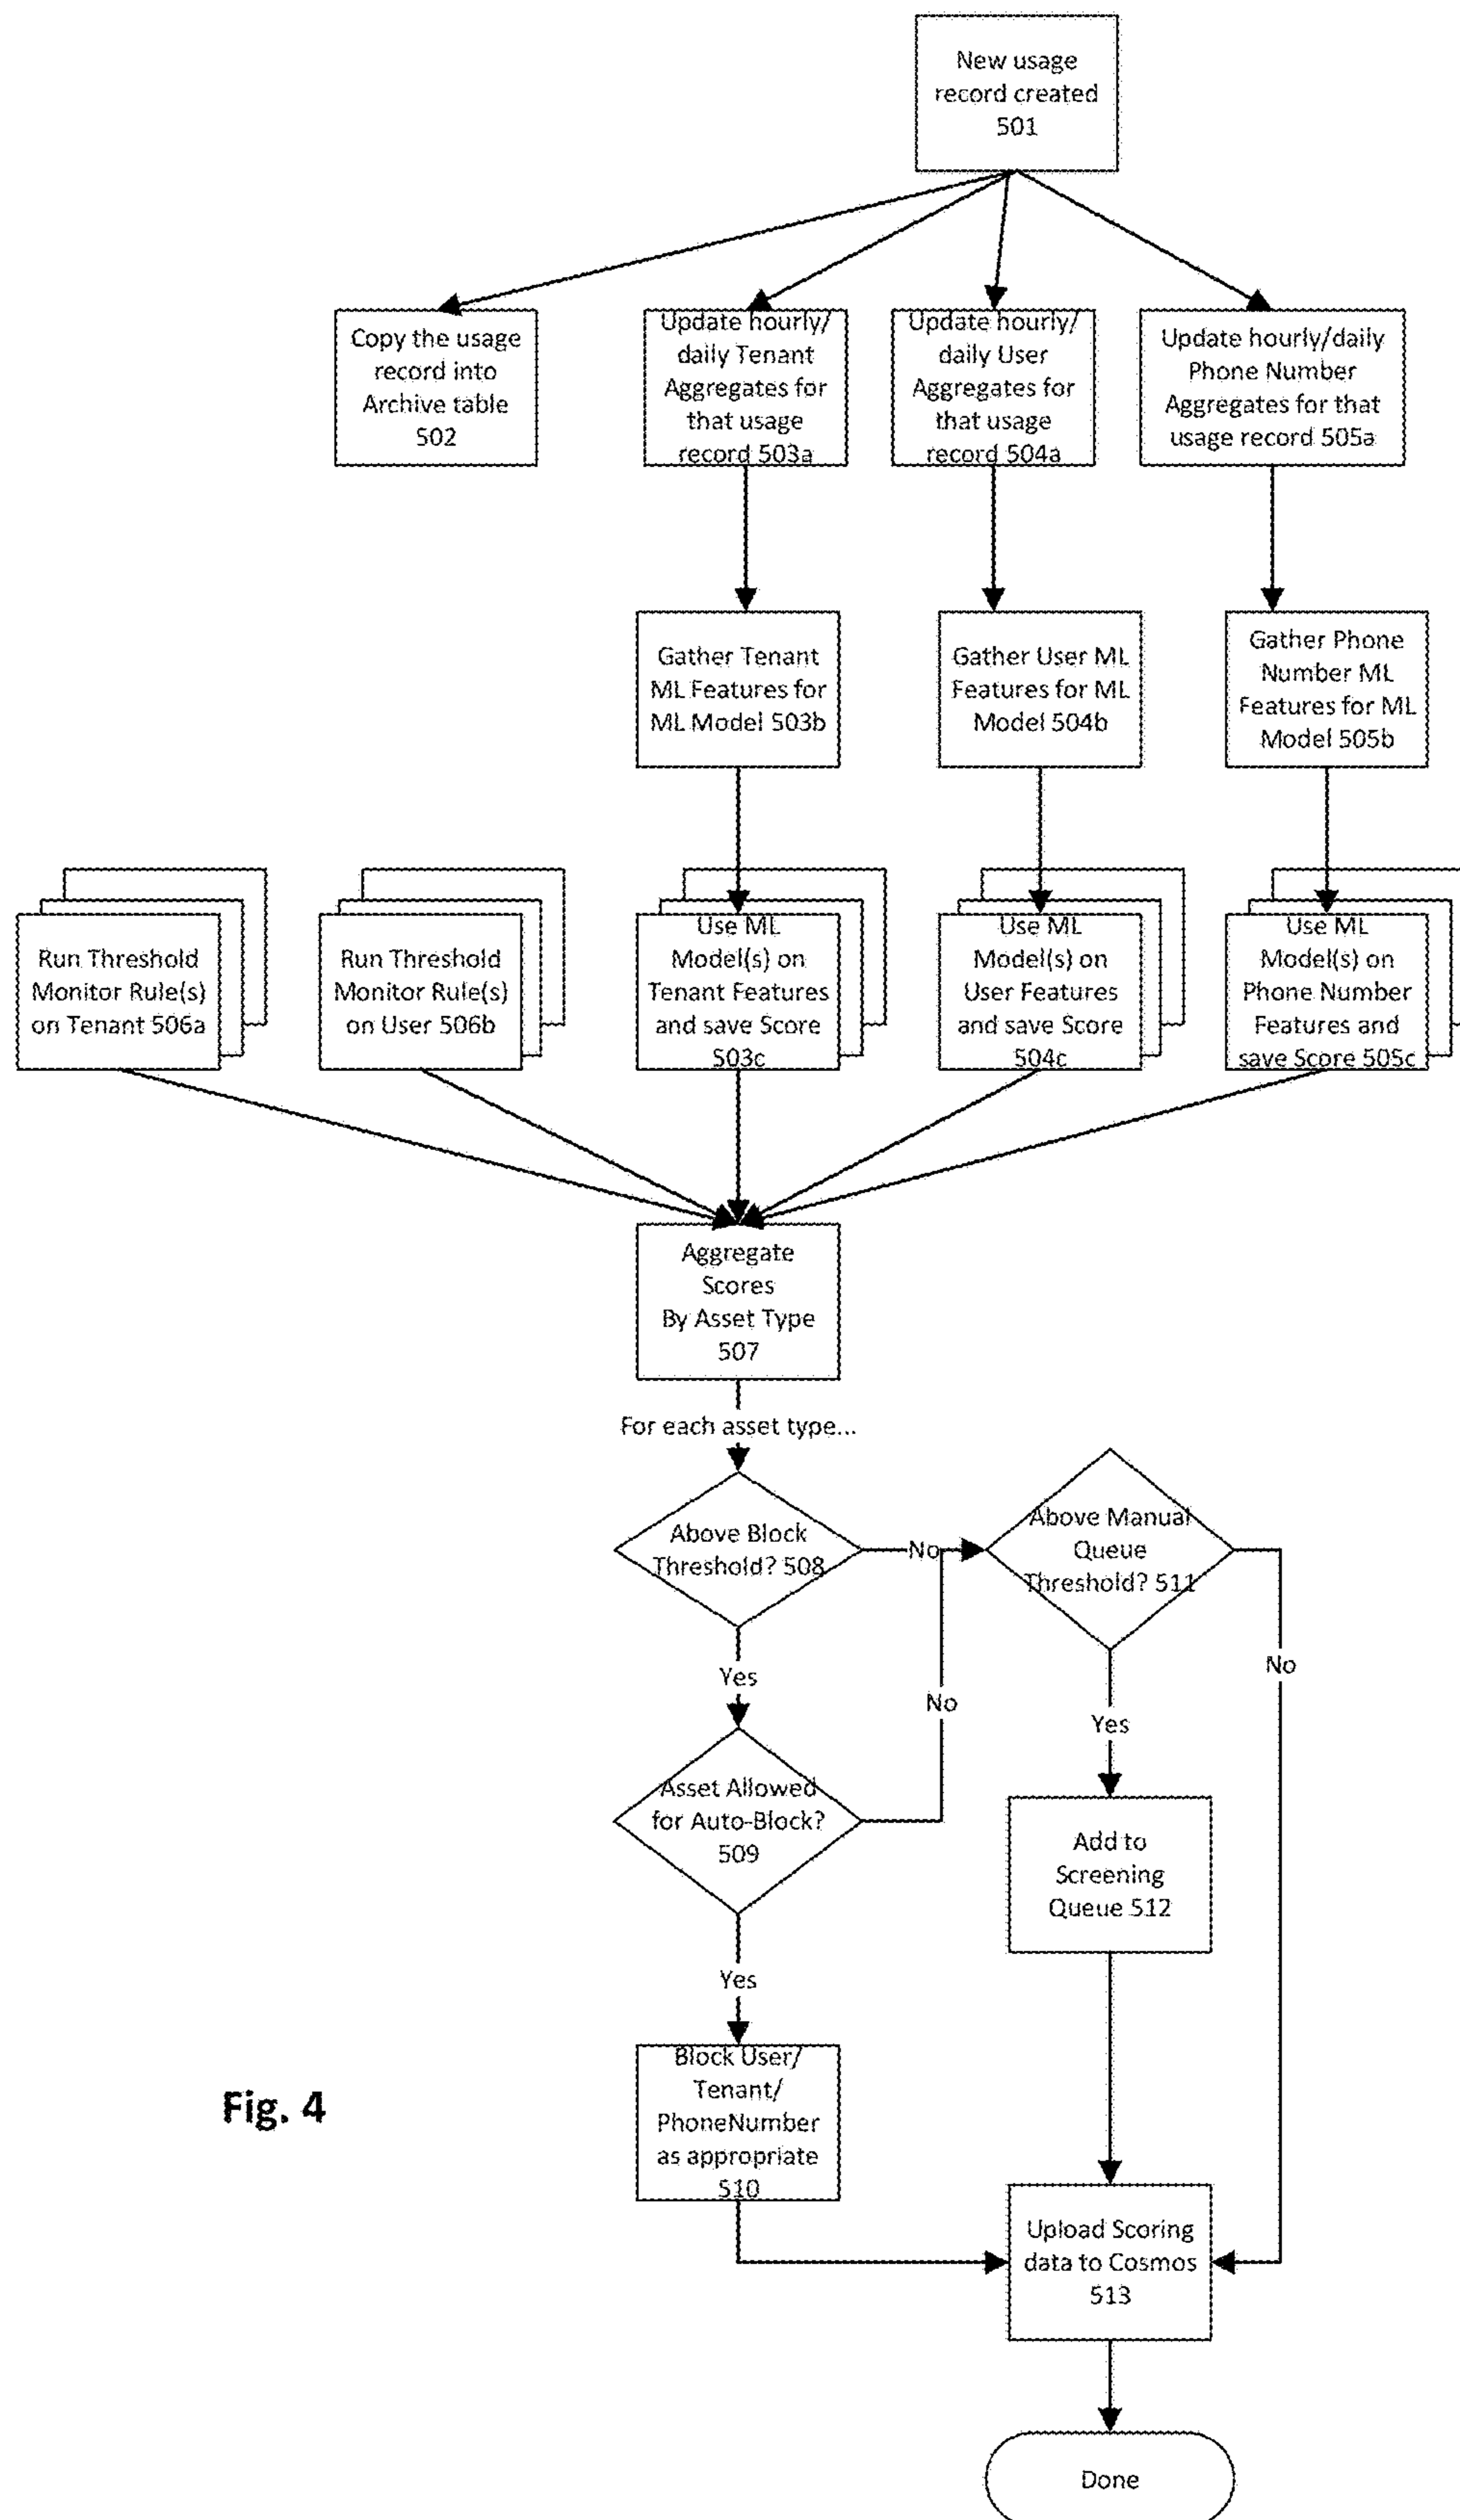 New usage
record created
501
Copy the usage
record into
Archive table
502
Update hourly/
daily Tenant
Aggregates for
that usage
record 503a
Update hourly/
daily User
Aggregates for
that usage
record 504a
Update hourly/daily
Phone Number
Aggregates for that
usage record 505a
Gather Tenant
ML Features for
ML Model 503b
Gather User ML
Features for ML
Model 504b
Gather Phone
Number ML
Features for ML
Model 505b
Run Threshold
Monitor Rule(s)
on Tenant 506a
Run Threshold
Monitor Rule(s)
on User 506b
Use ML
Model(s) on
Tenant Features
and save Score
503c
Use ML
Model(s) on
User Features
and save Score
504c
Use ML
Model(s) on
Phone Number
Features and
save Score 505c
Aggregate
Scores
By Asset Type
507
For each asset type...
Above Block
Threshold? 508
No
Above Manual
Queue
Threshold? 511
Yes
No
Yes
No
Asset Allowed
for Auto-Block?
509
Add to
Screening
Queue 512
Yes
Block User/
Tenant/
PhoneNumber
as appropriate
510
Fig. 4
Upload Scoring
data to Cosmos
513
Done